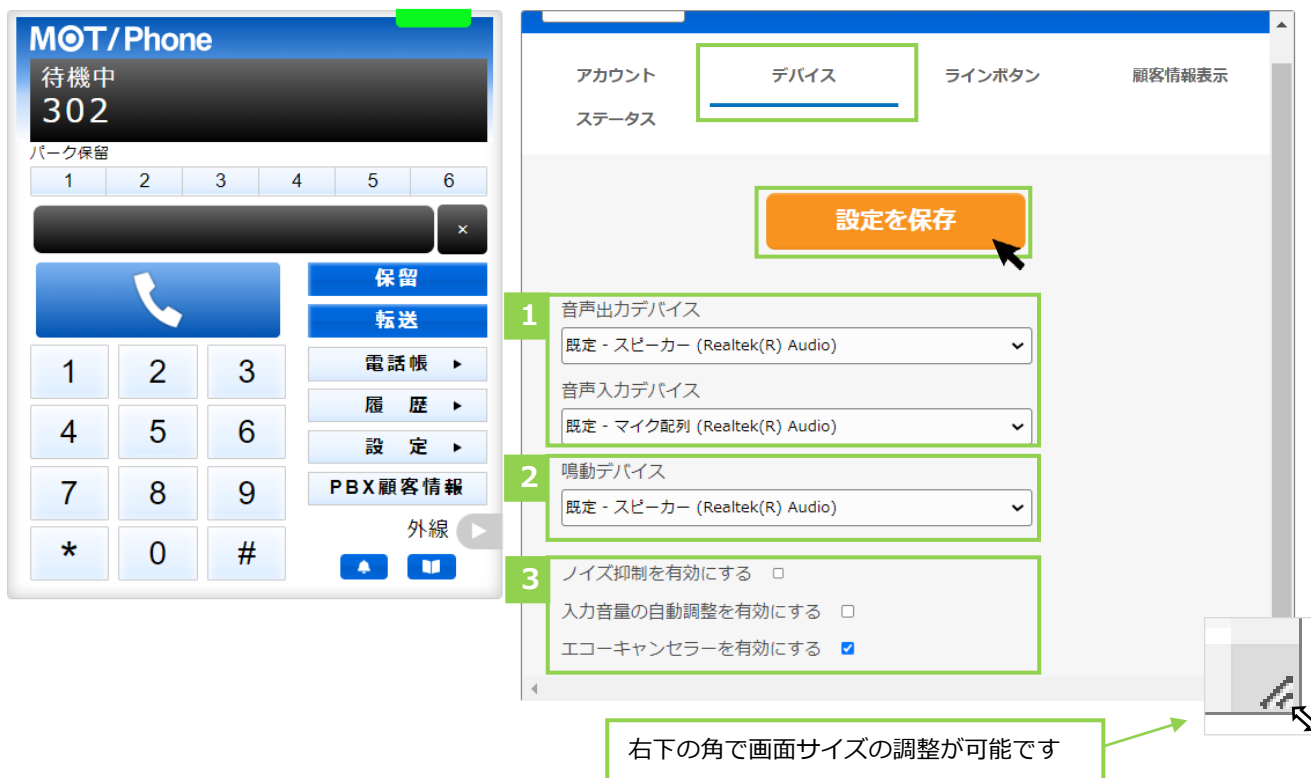 MOT/Phone
待機中
302
パーク保留
1 2 3 4 5 6
×
保留
転送
電話帳 ▶
履 歴 ▶
設 定 ▶
PBX顧客情報
外線
1 2 3
4 5 6
7 8 9
* 0 #
アカウント デバイス ラインボタン 顧客情報表示
ステータス
設定を保存
1
音声出力デバイス
既定 - スピーカー (Realtek(R) Audio)
音声入力デバイス
既定 - マイク配列 (Realtek(R) Audio)
2
鳴動デバイス
既定 - スピーカー (Realtek(R) Audio)
3
ノイズ抑制を有効にする
入力音量の自動調整を有効にする
エコーキャンセラーを有効にする
右下の角で画面サイズの調整が可能です